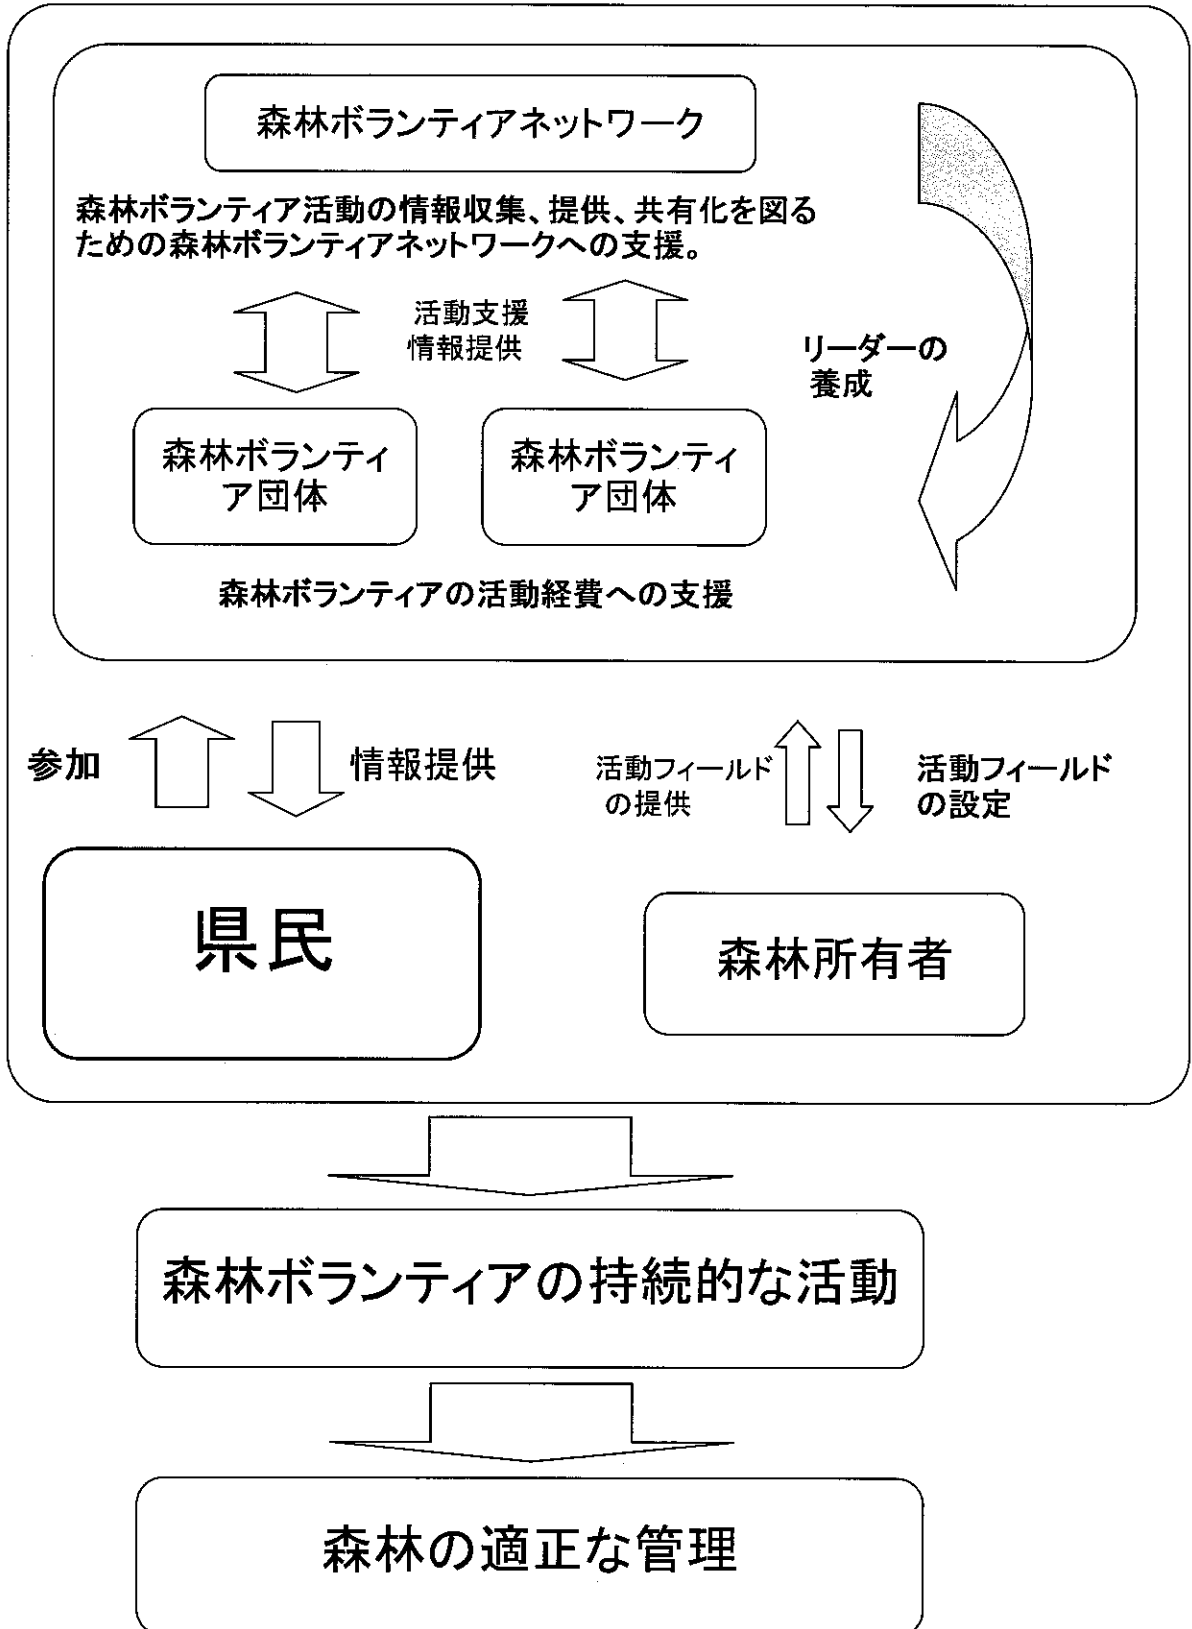 森林ボランティアネットワーク
森林ボランティア活動の情報収集、提供、共有化を図る
ための森林ボランティアネットワークへの支援。
活動支援
情報提供
リーダーの
養成
森林ボランティ
ア団体
森林ボランティ
ア団体
森林ボランティアの活動経費への支援
参加
情報提供
活動フィールド
の提供
活動フィールド
の設定
県民
森林所有者
森林ボランティアの持続的な活動
森林の適正な管理